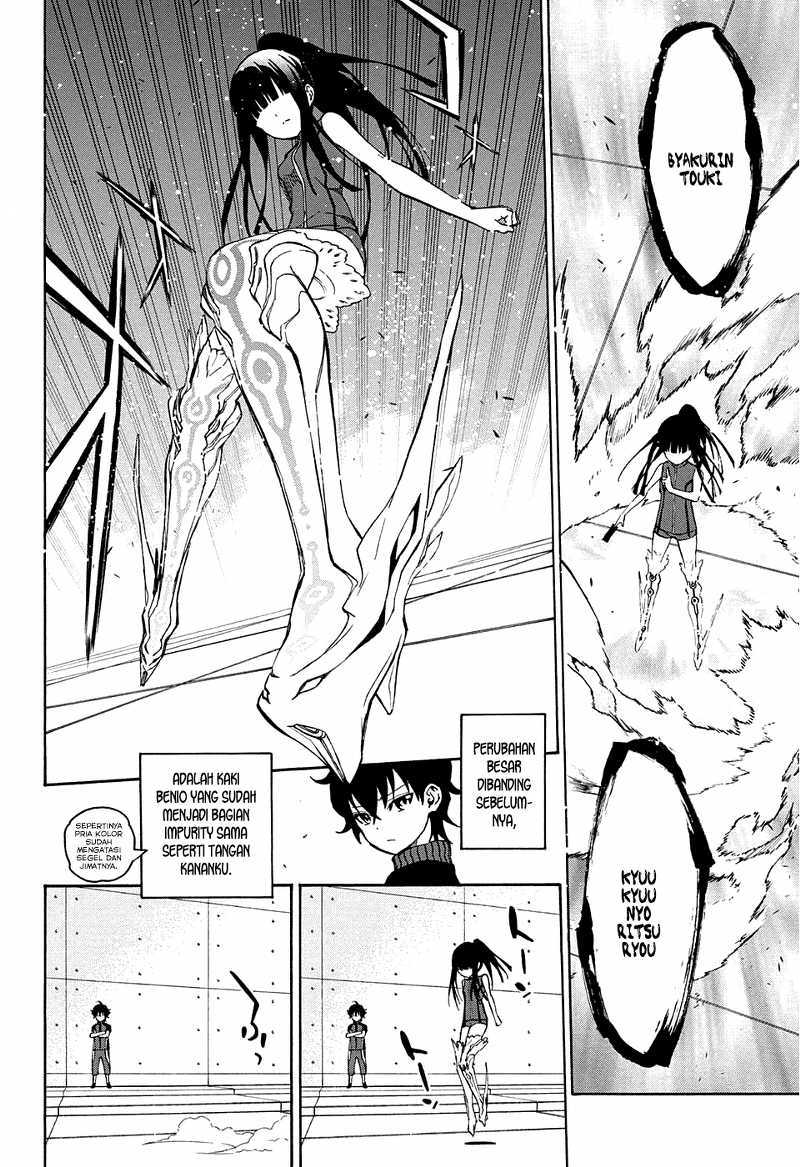 BYAKURIN
TOUKI
KYUU
KYUU
NYO
RITSU
RYOU
PERUBAHAN
BESAR
DIBANDING
SEBELUM-
NYA,
ADALAH KAKI
BENIO YANG SUDAH
MENJADI BAGIAN
IMPURITY SAMA
SEPERTI TANGAN
KANANKU.
SEPERTINYA
PRIA KOLOR
SUDAH
MENGATASI
SEGEL DAN
JIMATNYA.